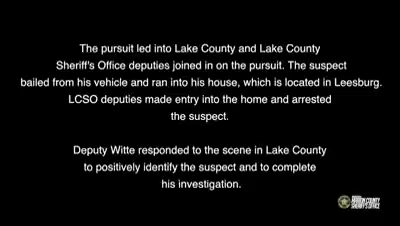 The pursuit led into Lake County and Lake County
Sheriff's Office deputies joined in on the pursuit. The suspect
bailed from his vehicle and ran into his house, which is located in Leesburg.
LCSO deputies made entry into the home and arrested
the suspect.
Deputy Witte responded to the scene in Lake County
to positively identify the suspect and to complete
his investigation.
MARION COUNTY
SHERIFF'S OFFICE